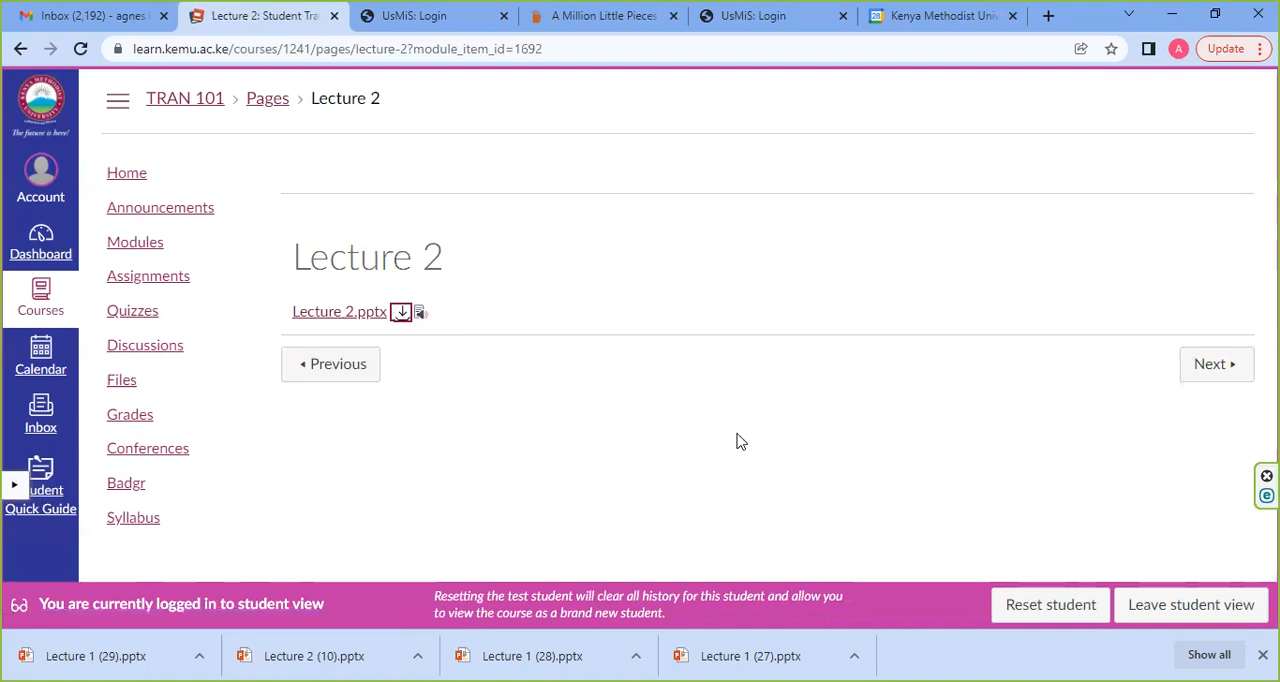 Inbox (2,192) - agnes.l
Lecture 2: Student Tra
UsMiS: Login
A Million Little Pieces
UsMiS: Login
Kenya Methodist Univ
learn.kemu.ac.ke/courses/1241/pages/lecture-2?module_item_id=1692
A
Update
The future is here!
TRAN 101 › Pages › Lecture 2
Account
Dashboard
Courses
Calendar
Inbox
udent
Quick Guide
Home
Announcements
Modules
Assignments
Quizzes
Discussions
Files
Grades
Conferences
Badgr
Syllabus
Lecture 2
Lecture 2.pptx
Previous
Next
You are currently logged in to student view
Resetting the test student will clear all history for this student and allow you
to view the course as a brand new student.
Reset student
Leave student view
Lecture 1 (29).pptx
Lecture 2 (10).pptx
Lecture 1 (28).pptx
Lecture 1 (27).pptx
Show all